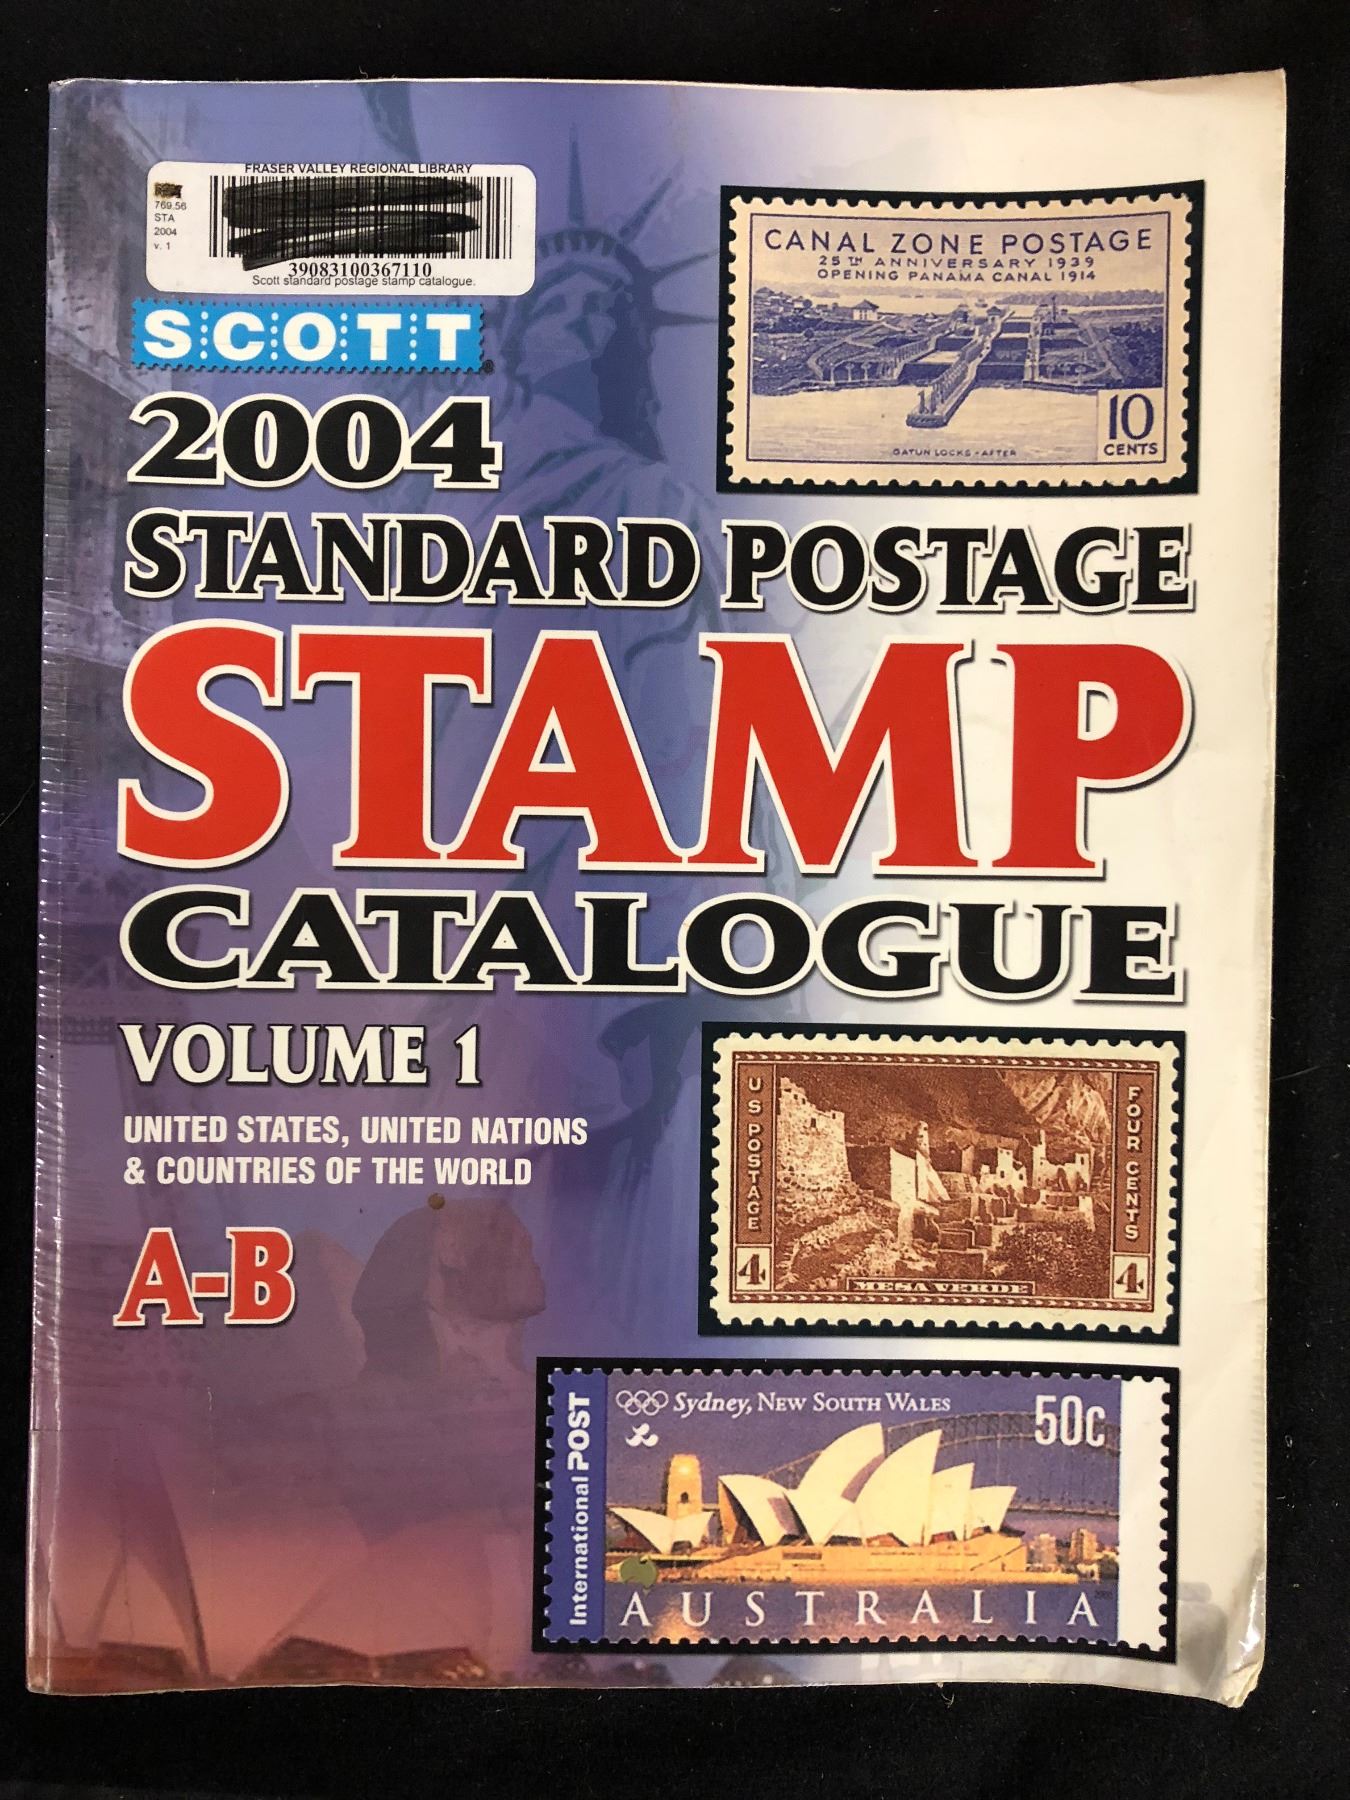 FRASER VALLEY REGIONAL LIBRARY
769.56
STA
2004
v. 1
39083100367110
Scott standard postage stamp catalogue.
SCOTT®
2004
STANDARD POSTAGE
STAMP
CATALOGUE
VOLUME 1
UNITED STATES, UNITED NATIONS
& COUNTRIES OF THE WORLD
A-B
CANAL ZONE POSTAGE
25TH ANNIVERSARY 1939
OPENING PANAMA CANAL 1914
10
CENTS
GATUN LOCKS - AFTER
US POSTAGE
FOUR CENTS
4
MESA VERDE
4
International POST
Sydney, NEW SOUTH WALES
50c
AUSTRALIA